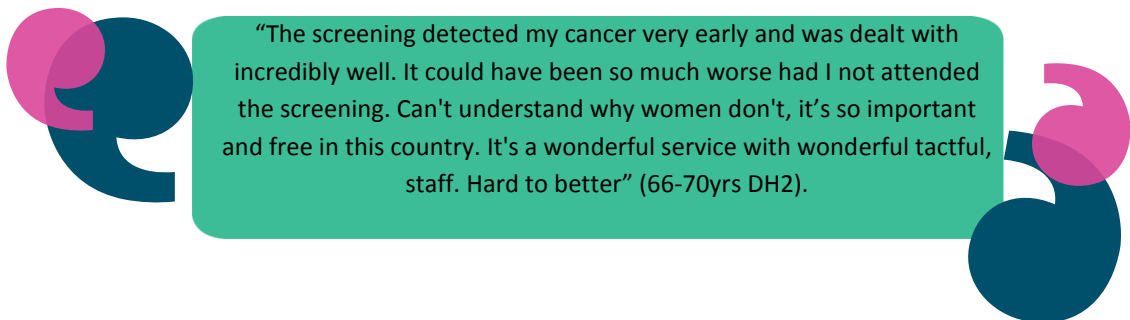 “The screening detected my cancer very early and was dealt with
incredibly well. It could have been so much worse had I not attended
the screening. Can't understand why women don't, it’s so important
and free in this country. It's a wonderful service with wonderful tactful,
staff. Hard to better” (66-70yrs DH2).